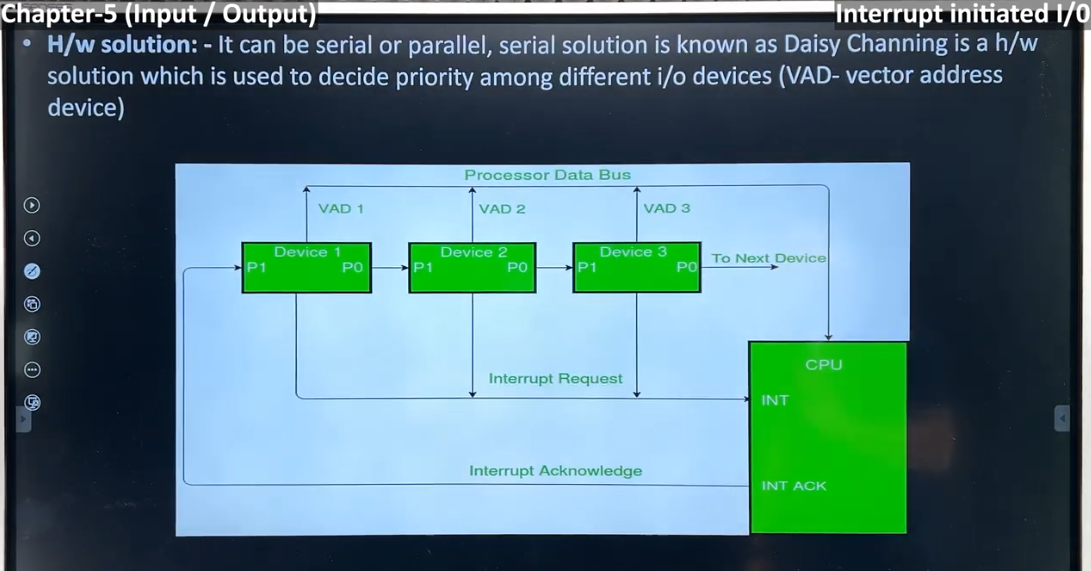 Chapter-5 (Input / Output)
Interrupt initiated I/O
• H/w solution: - It can be serial or parallel, serial solution is known as Daisy Channing is a h/w
solution which is used to decide priority among different i/o devices (VAD- vector address
device)
Processor Data Bus
VAD 1
VAD 2
VAD 3
Device 1
Device 2
Device 3
P1
P0
P1
P0
P1
P0
To Next Device
CPU
Interrupt Request
INT
Interrupt Acknowledge
INT ACK